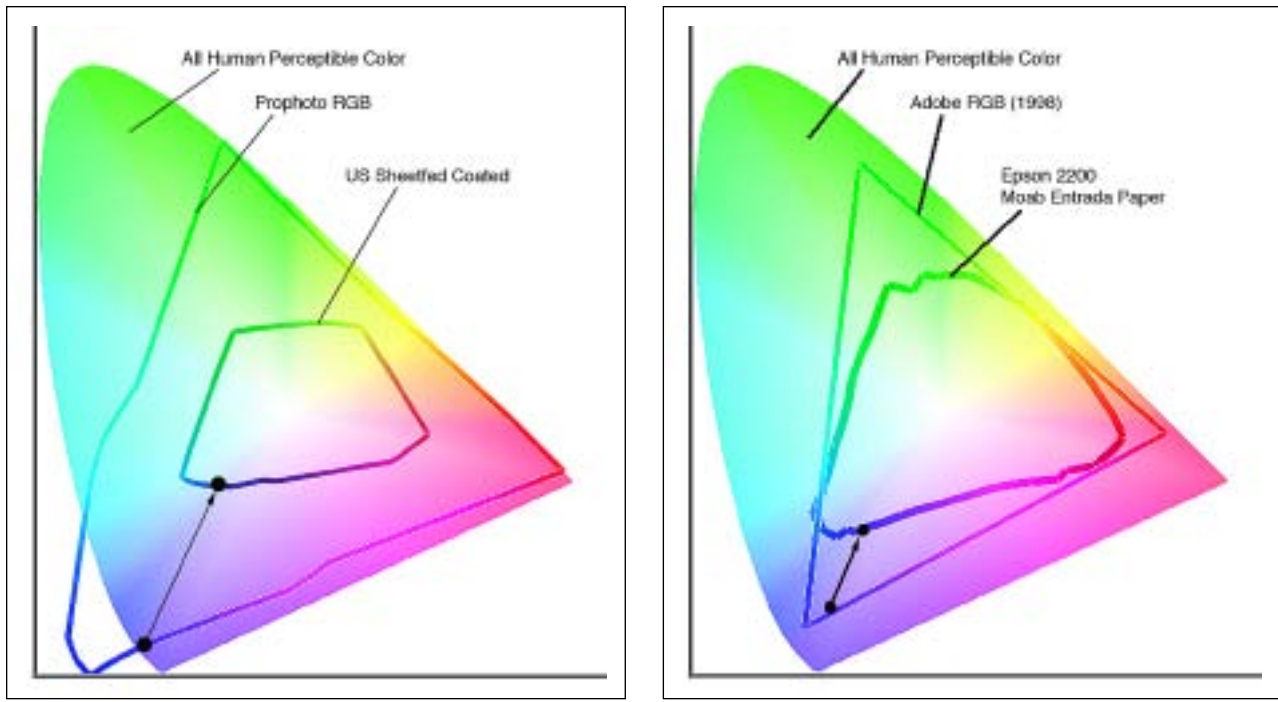 All Human Perceptible Color
Prophoto RGB
US Sheetfed Coated
All Human Perceptible Color
Adobe RGB (1998)
Epson 2200
Moab Entrada Paper